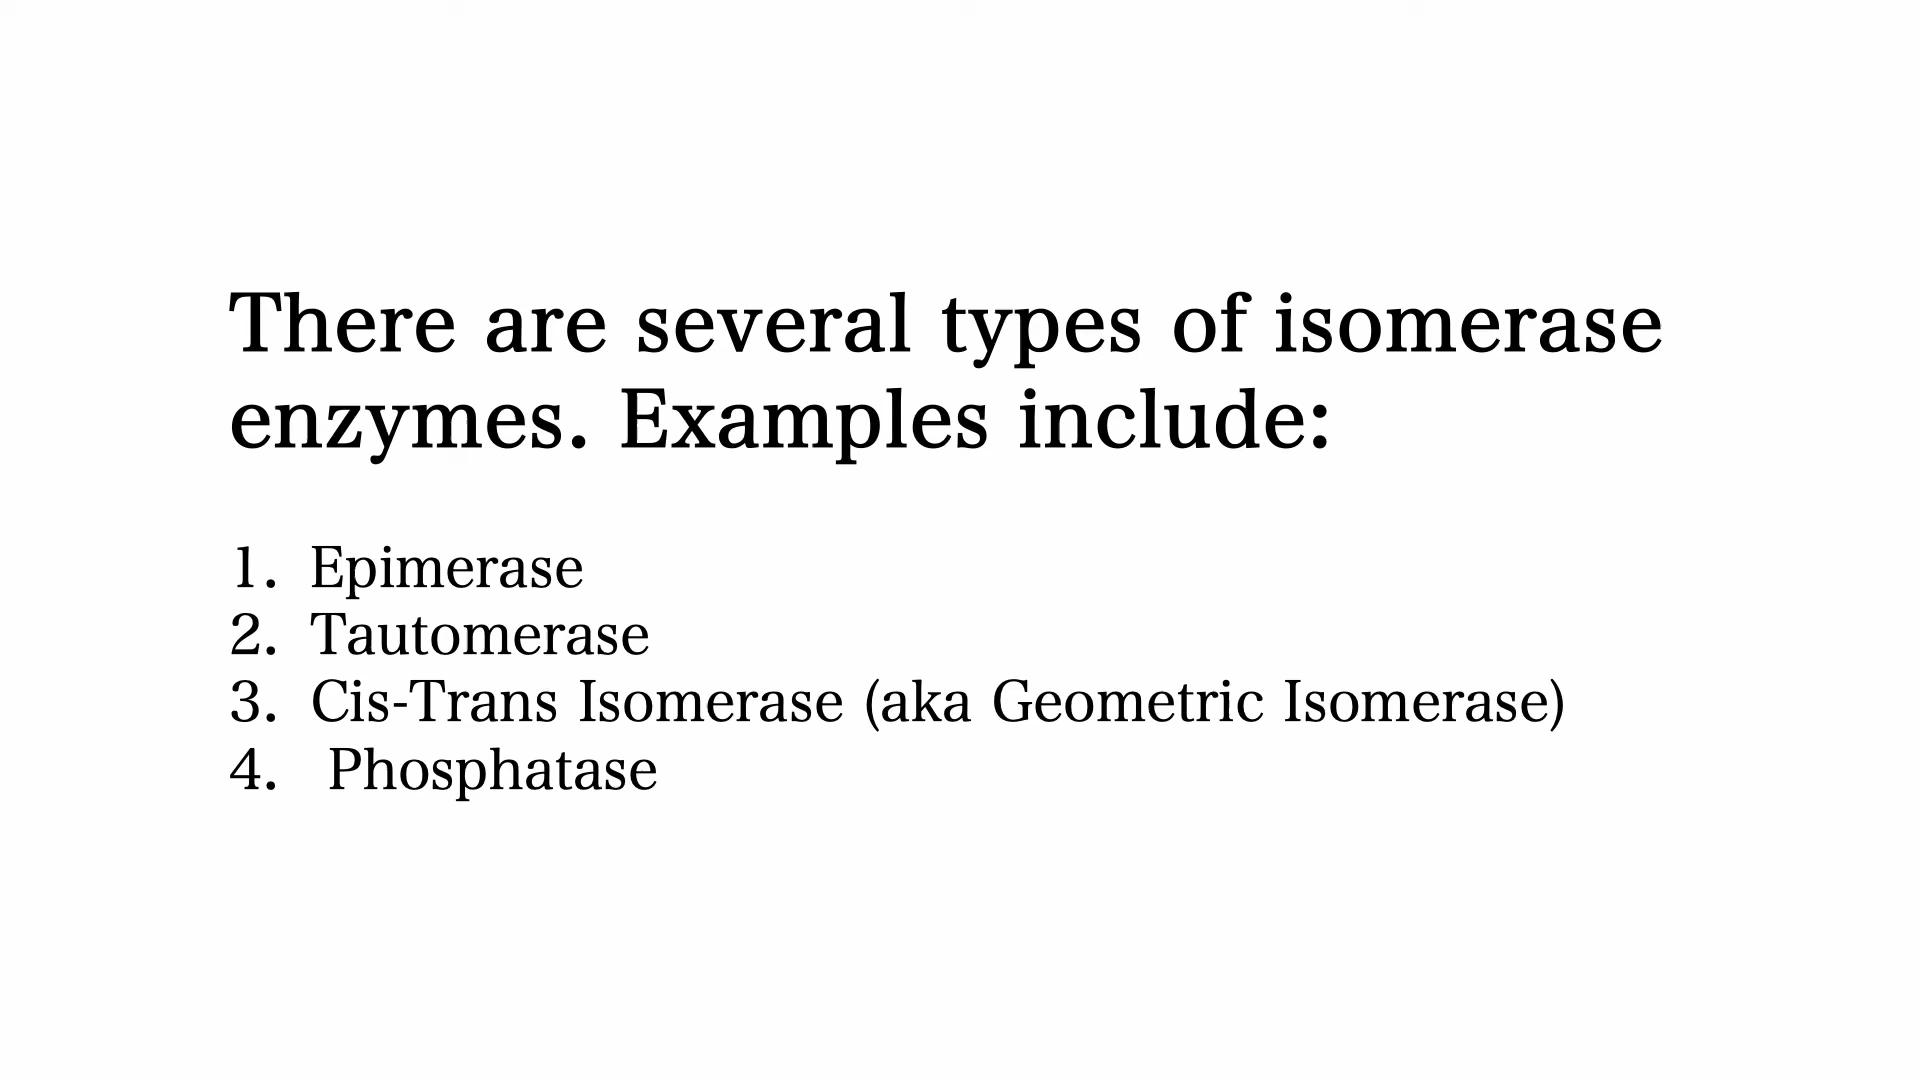 There are several types of isomerase
enzymes. Examples include:
1. Epimerase
2. Tautomerase
3. Cis-Trans Isomerase (aka Geometric Isomerase)
4. Phosphatase